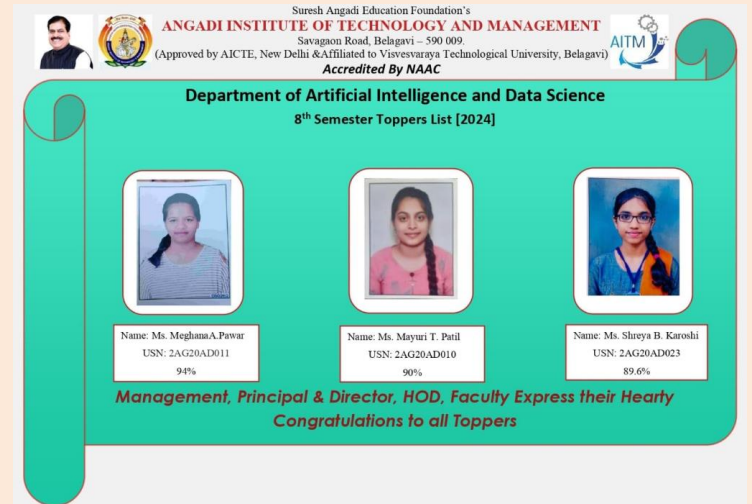 Suresh Angadi Education Foundation's
ANGADI INSTITUTE OF TECHNOLOGY AND MANAGEMENT
Savagaon Road, Belagavi – 590 009.
(Approved by AICTE, New Delhi &Affiliated to Visvesvaraya Technological University, Belagavi)
Accredited By NAAC
AITM
Department of Artificial Intelligence and Data Science
8th Semester Toppers List [2024]
Name: Ms. MeghanaA.Pawar
USN: 2AG20AD011
94%
Name: Ms. Mayuri T. Patil
USN: 2AG20AD010
90%
Name: Ms. Shreya B. Karoshi
USN: 2AG20AD023
89.6%
Management, Principal & Director, HOD, Faculty Express their Hearty
Congratulations to all Toppers